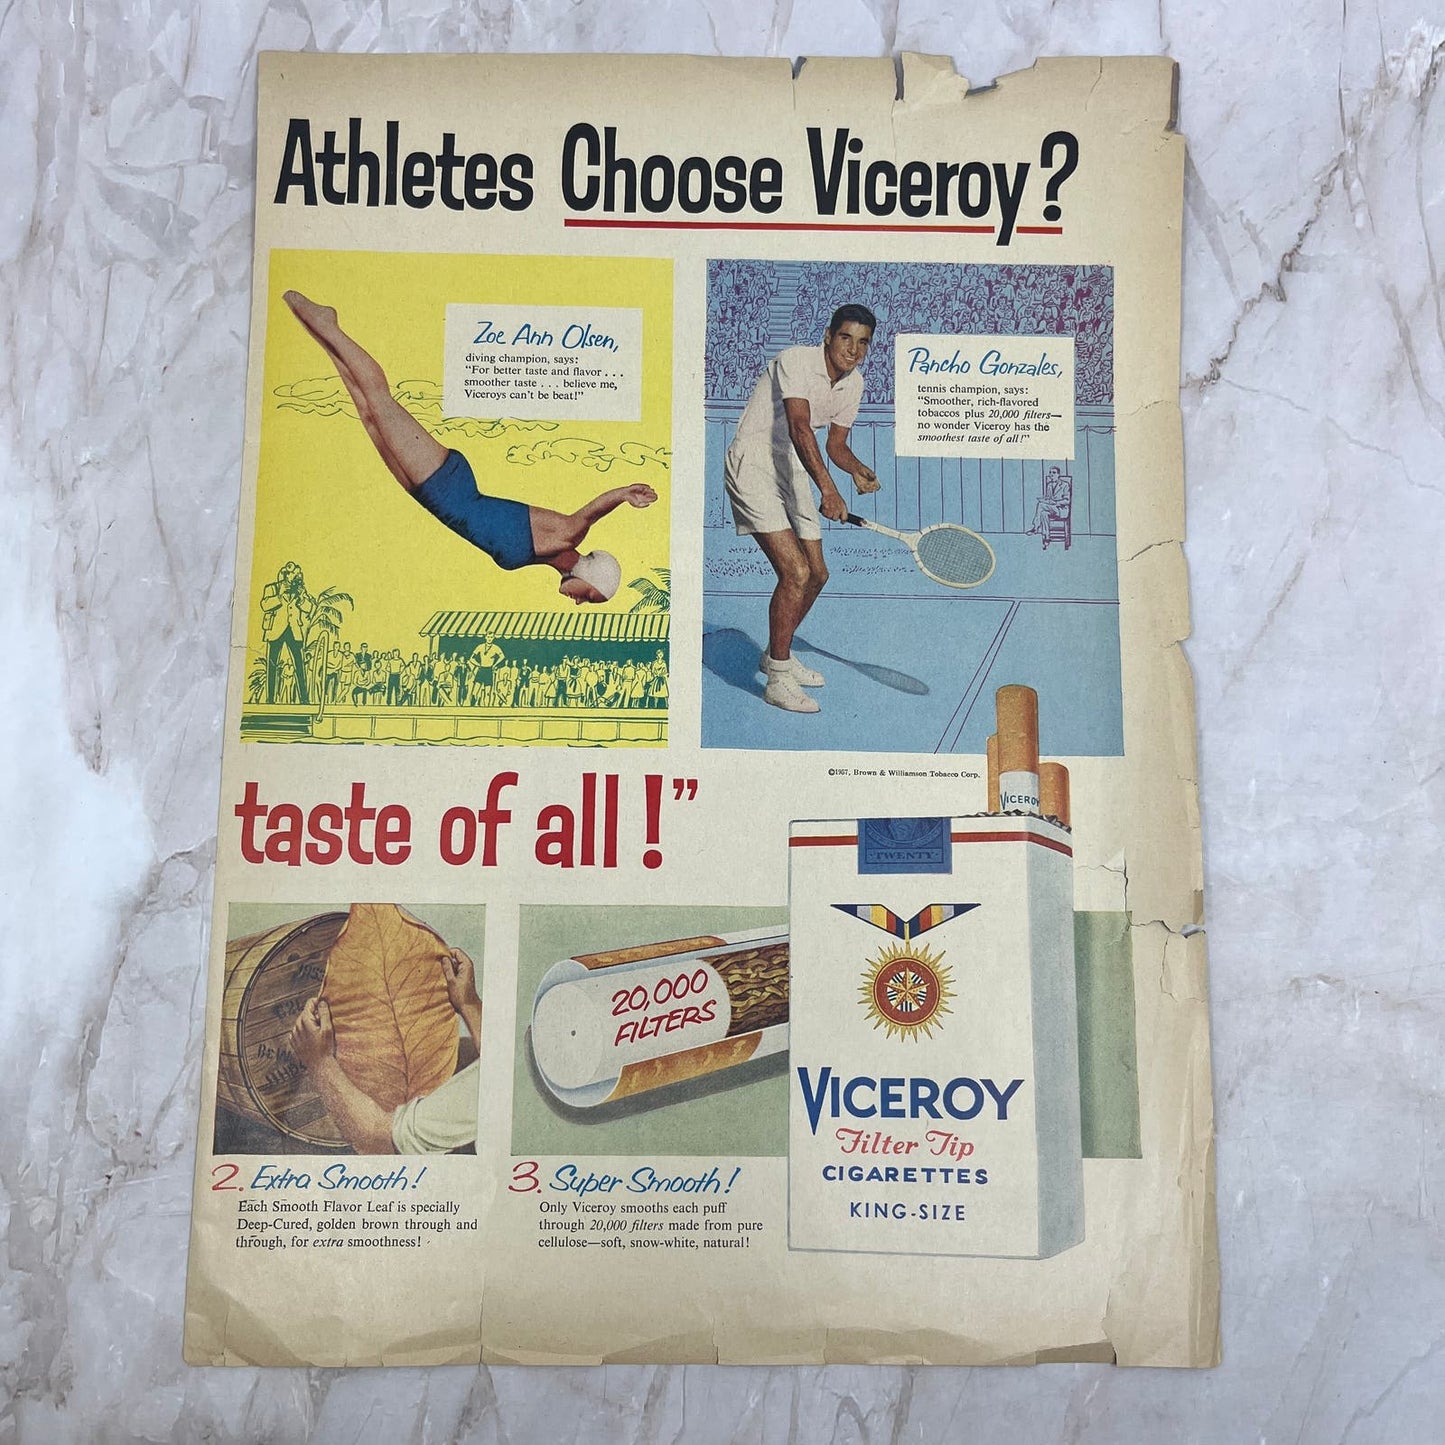 Athletes Choose Viceroy?
Zoe Ann Olsen,
diving champion, says:
"For better taste and flavor . . .
smoother taste . . . believe me,
Viceroys can't be beat!"
Pancho Gonzales,
tennis champion, says:
"Smoother, rich-flavored
tobaccos plus 20,000 filters—
no wonder Viceroy has the
smoothest taste of all!"
©1957, Brown & Williamson Tobacco Corp.
taste of all!"
VICEROY
TWENTY
20,000
FILTERS
VICEROY
Filter Tip
CIGARETTES
KING-SIZE
2. Extra Smooth!
Each Smooth Flavor Leaf is specially
Deep-Cured, golden brown through and
through, for extra smoothness!
3. Super Smooth!
Only Viceroy smooths each puff
through 20,000 filters made from pure
cellulose—soft, snow-white, natural!